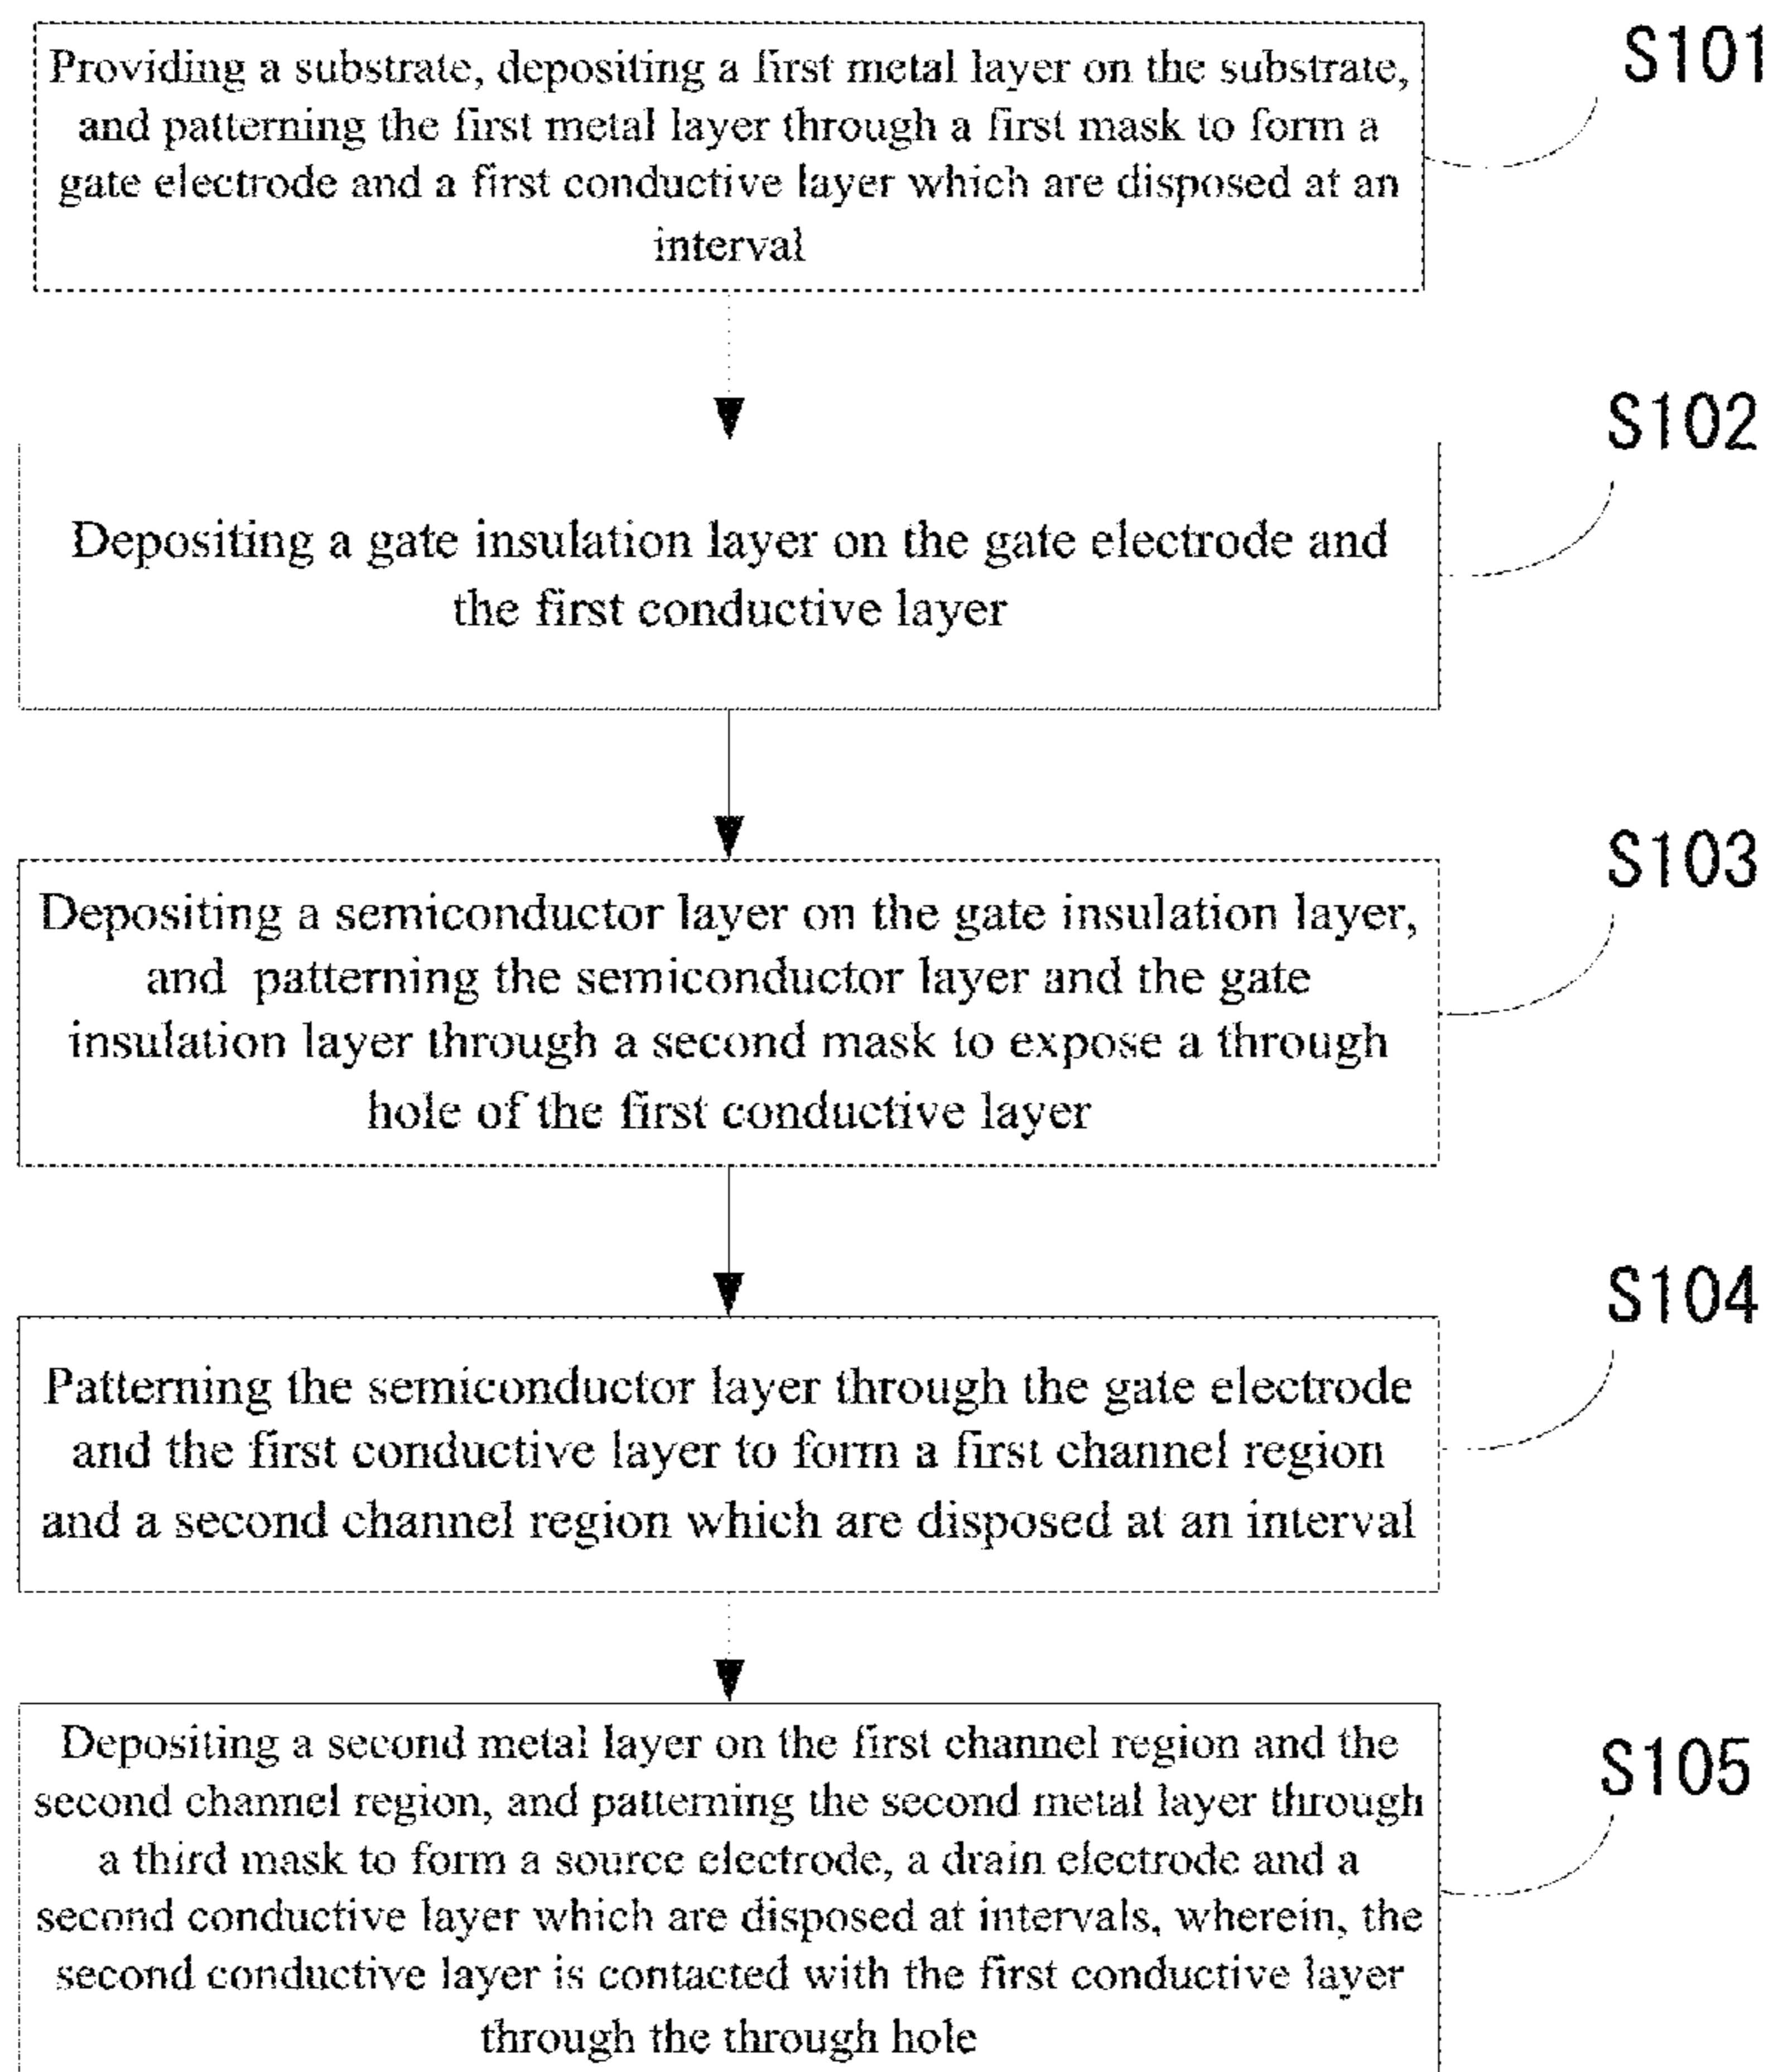 S101
Providing a substrate, depositing a first metal layer on the substrate,
and patterning the first metal layer through a first mask to form a
gate electrode and a first conductive layer which are disposed at an
interval
S102
Depositing a gate insulation layer on the gate electrode and
the first conductive layer
S103
Depositing a semiconductor layer on the gate insulation layer,
and patterning the semiconductor layer and the gate
insulation layer through a second mask to expose a through
hole of the first conductive layer
S104
Patterning the semiconductor layer through the gate electrode
and the first conductive layer to form a first channel region
and a second channel region which are disposed at an interval
S105
Depositing a second metal layer on the first channel region and the
second channel region, and patterning the second metal layer through
a third mask to form a source electrode, a drain electrode and a
second conductive layer which are disposed at intervals, wherein, the
second conductive layer is contacted with the first conductive layer
through the through hole